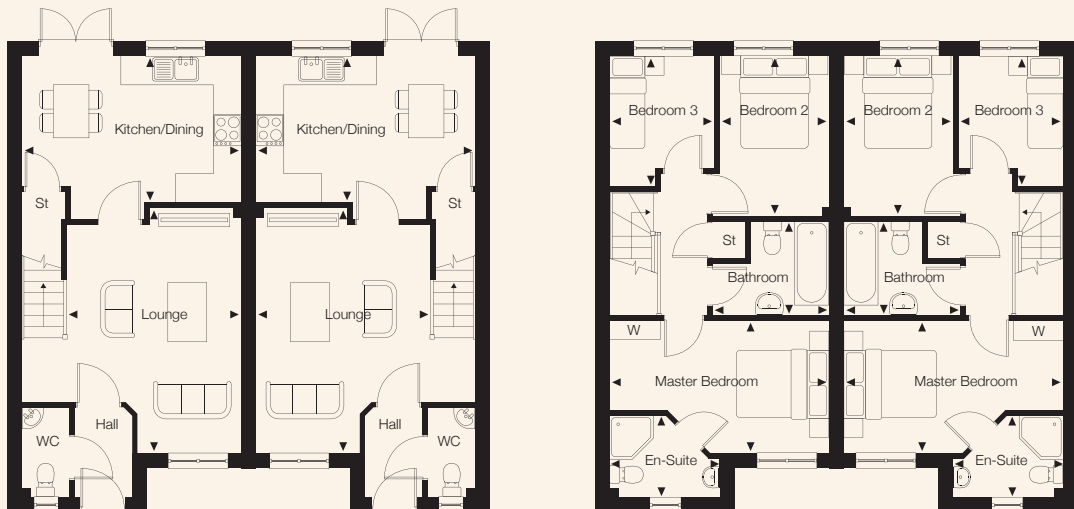 Kitchen/Dining
Kitchen/Dining
St
St
Lounge
Lounge
Hall
Hall
WC
WC
Bedroom 3
Bedroom 2
Bedroom 2
Bedroom 3
St
St
Bathroom
Bathroom
W
W
Master Bedroom
Master Bedroom
En-Suite
En-Suite